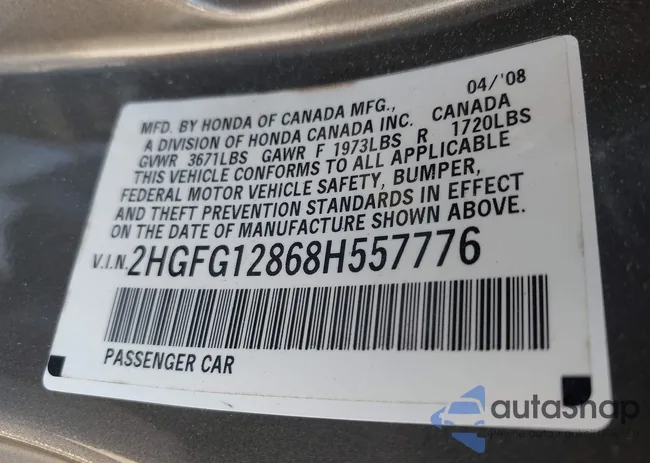 04/'08
MFD. BY HONDA OF CANADA MFG.,
A DIVISION OF HONDA CANADA INC. CANADA
GVWR 3671LBS GAWR F 1973LBS R 1720LBS
THIS VEHICLE CONFORMS TO ALL APPLICABLE
FEDERAL MOTOR VEHICLE SAFETY, BUMPER,
AND THEFT PREVENTION STANDARDS IN EFFECT
ON THE DATE OF MANUFACTURE SHOWN ABOVE.
V.I.N. 2HGFG12868H557776
PASSENGER CAR
autasnap